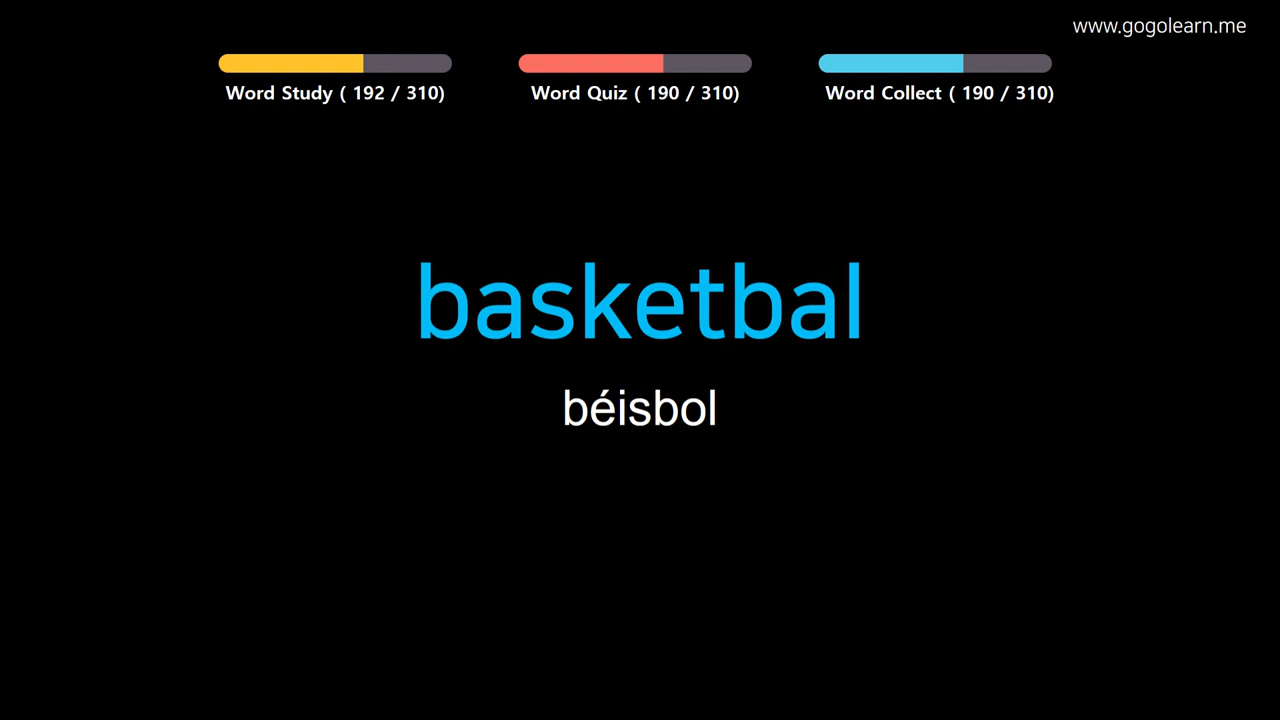 www.gogolearn.me
Word Study ( 192 / 310)
Word Quiz ( 190 / 310)
Word Collect ( 190 / 310)
basketbal
béisbol